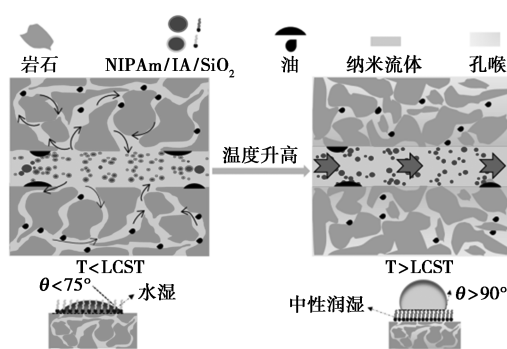 岩石 NIPAm/IA/SiO₂ 油 纳米流体 孔喉
温度升高
T<LCST T>LCST
θ<75° 水湿
中性润湿 θ>90°